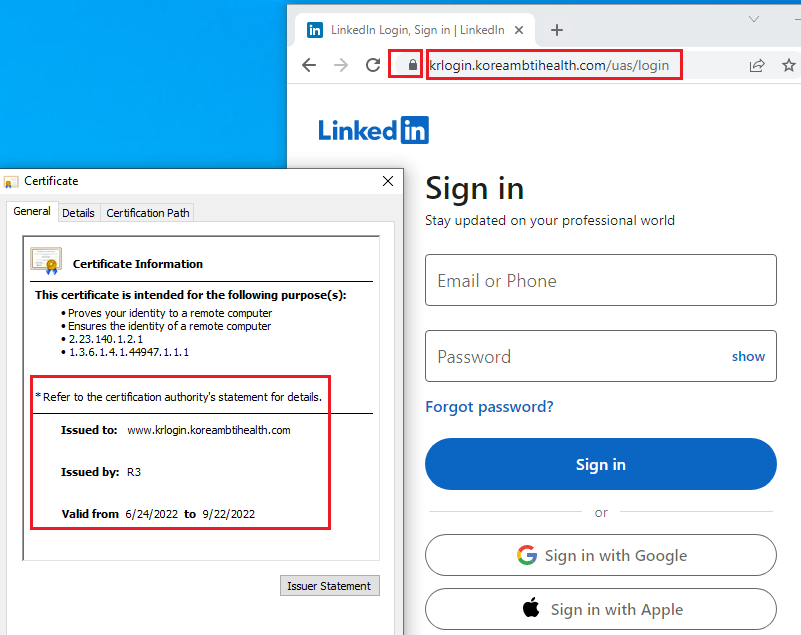 LinkedIn Login, Sign in | LinkedIn
krlogin.koreambtihealth.com/uas/login
Linked in
Sign in
Stay updated on your professional world
Email or Phone
Password
show
Forgot password?
Sign in
or
Sign in with Google
Sign in with Apple
Certificate
General
Details
Certification Path
Certificate Information
This certificate is intended for the following purpose(s):
• Proves your identity to a remote computer
• Ensures the identity of a remote computer
• 2.23.140.1.2.1
• 1.3.6.1.4.1.44947.1.1.1
* Refer to the certification authority's statement for details.
Issued to: www.krlogin.koreambtihealth.com
Issued by: R3
Valid from 6/24/2022 to 9/22/2022
Issuer Statement